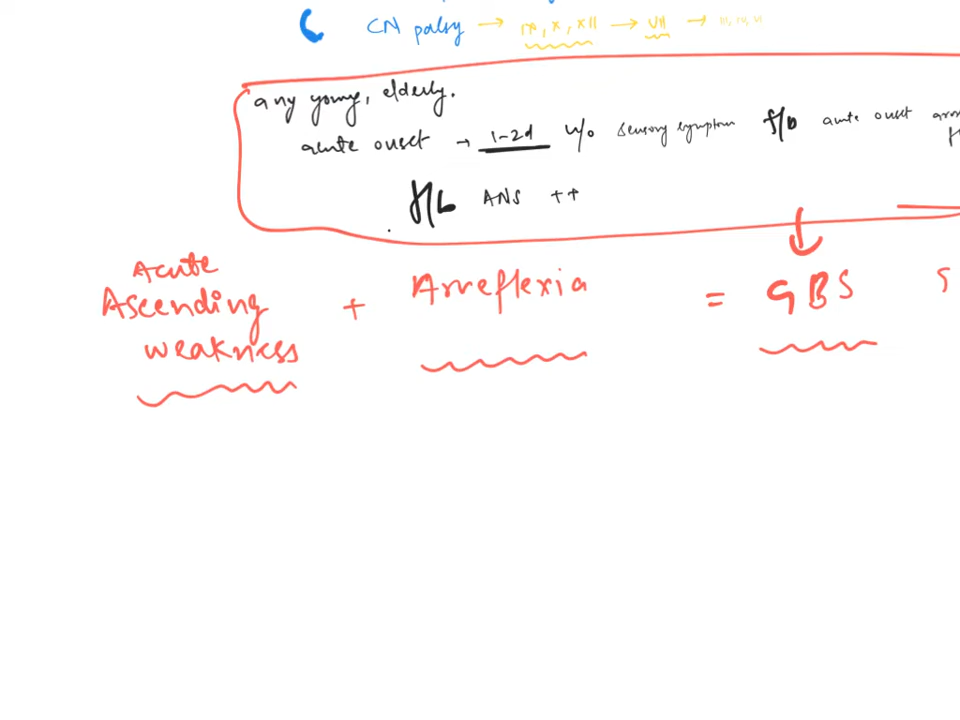 CN palsy → IX, X, XII → VII → III, IV, VI
any young, elderly.
acute onset → 1-2d w/o sensory symptom f/b acute onset
ANS ++
Acute
Ascending + Arreflexia = GBS S
weakness